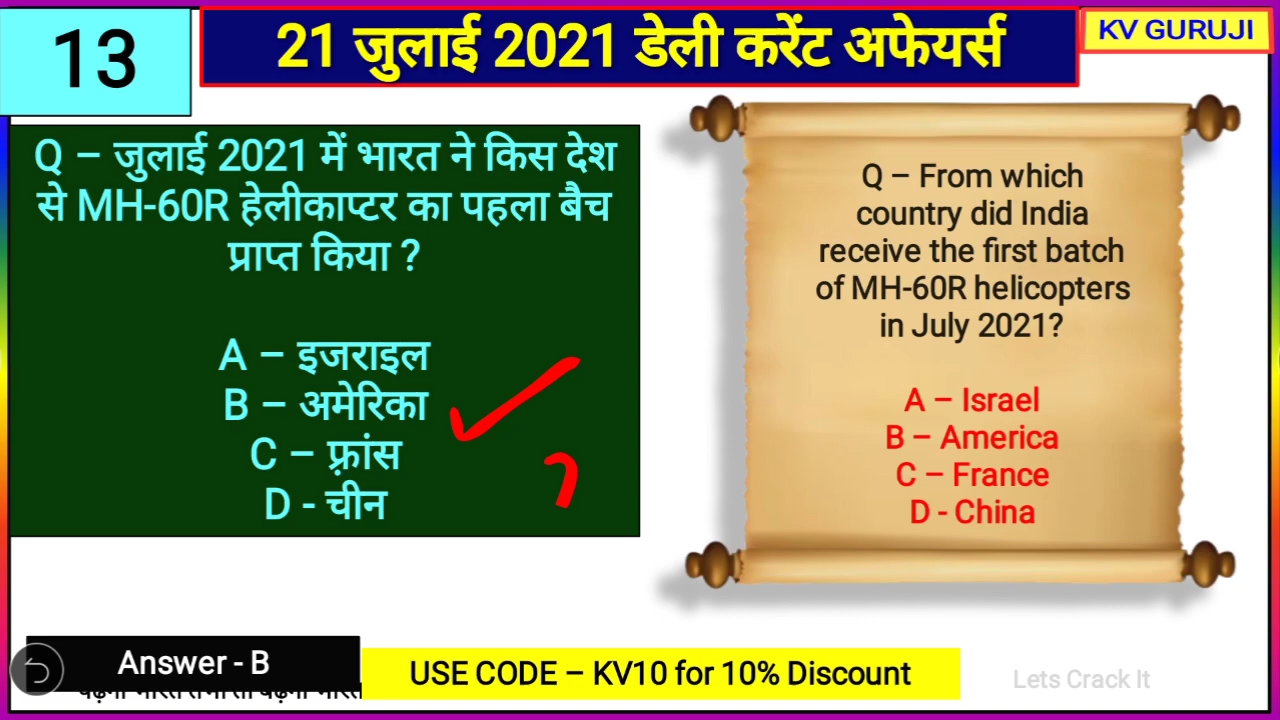 13
21 जुलाई 2021 डेली करेंट अफेयर्स
KV GURUJI
Q – जुलाई 2021 में भारत ने किस देश
से MH-60R हेलीकाप्टर का पहला बैच
प्राप्त किया ?
A – इजराइल
B – अमेरिका
C – फ़्रांस
D - चीन
Q – From which
country did India
receive the first batch
of MH-60R helicopters
in July 2021?
A – Israel
B – America
C – France
D - China
Answer - B
USE CODE – KV10 for 10% Discount
Lets Crack It